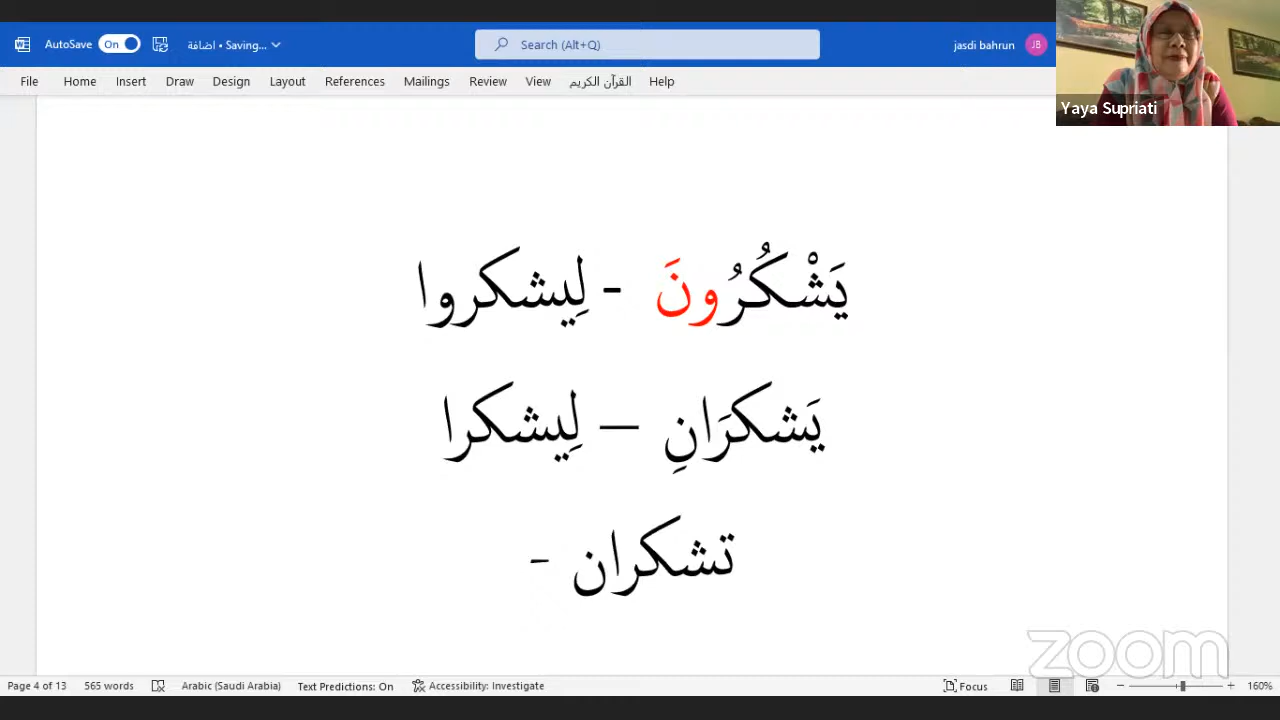 AutoSave On اضافة • Saving... Search (Alt+Q) jasdi bahrun JB
File Home Insert Draw Design Layout References Mailings Review View القرآن الكريم Help
Yaya Supriati
يَشْكُرُونَ - لِيشكروا
يَشكرَانِ – لِيشكرا
تشكران -
zoom
Page 4 of 13 565 words Arabic (Saudi Arabia) Text Predictions: On Accessibility: Investigate Focus 160%